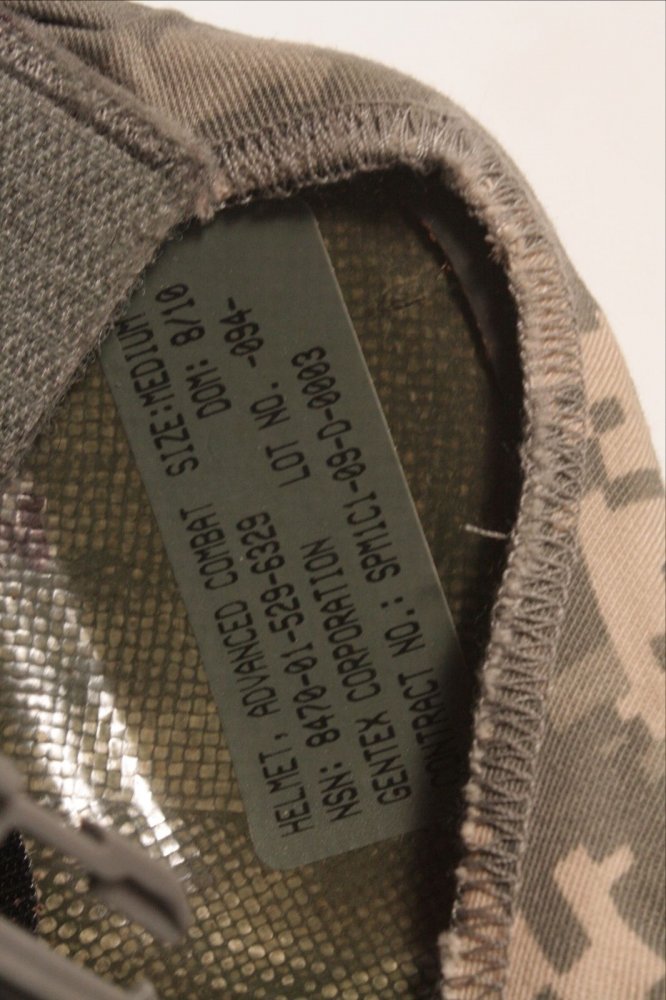 HELMET, ADVANCED COMBAT SIZE:MEDIUM
NSN: 8470-01-529-6329 DOM: 8/10
GENTEX CORPORATION LOT NO. -094-
CONTRACT NO.: SPM1C1-09-D-0003